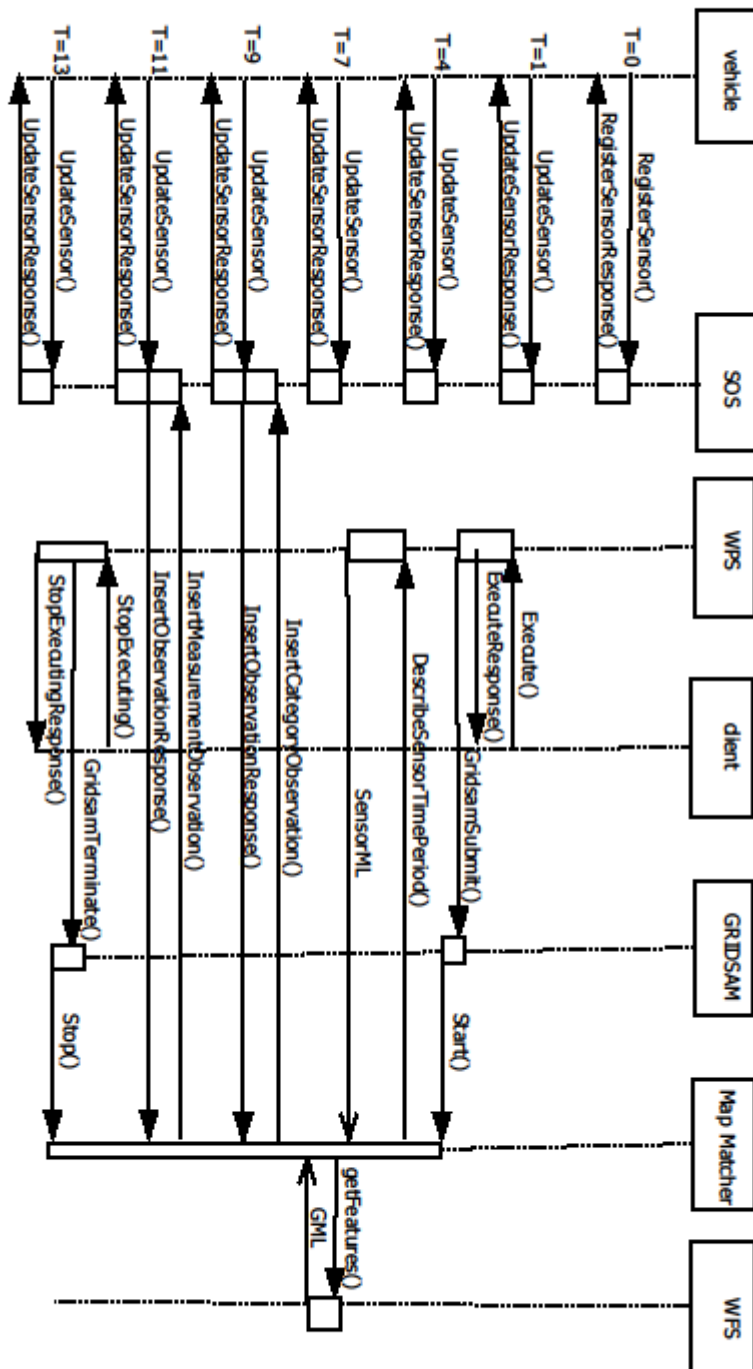 vehicle
SOS
WPS
client
GRIDSAM
Map Matcher
WFS
T=0
RegisterSensor()
RegisterSensorResponse()
T=1
UpdateSensor()
UpdateSensorResponse()
Execute()
ExecuteResponse()
GridsamSubmit()
Start()
T=4
UpdateSensor()
UpdateSensorResponse()
DescribeSensorTimePeriod()
SensorML
T=7
UpdateSensor()
UpdateSensorResponse()
getFeatures()
GML
InsertCategoryObservation()
T=9
UpdateSensor()
InsertObservationResponse()
UpdateSensorResponse()
InsertMeasurementObservation()
T=11
UpdateSensor()
InsertObservationResponse()
UpdateSensorResponse()
StopExecuting()
GridsamTerminate()
T=13
UpdateSensor()
Stop()
StopExecutingResponse()
UpdateSensorResponse()